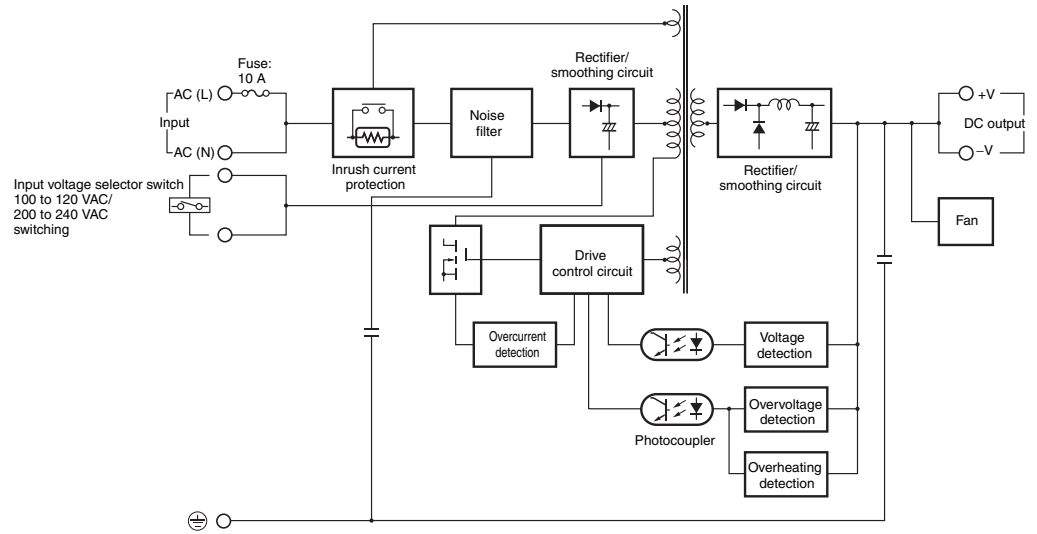 Fuse:
10 A
AC (L)
Input
AC (N)
Input voltage selector switch
100 to 120 VAC/
200 to 240 VAC
switching
Inrush current
protection
Noise
filter
Rectifier/
smoothing circuit
Rectifier/
smoothing circuit
+V
DC output
–V
Fan
Drive
control circuit
Overcurrent
detection
Voltage
detection
Overvoltage
detection
Photocoupler
Overheating
detection